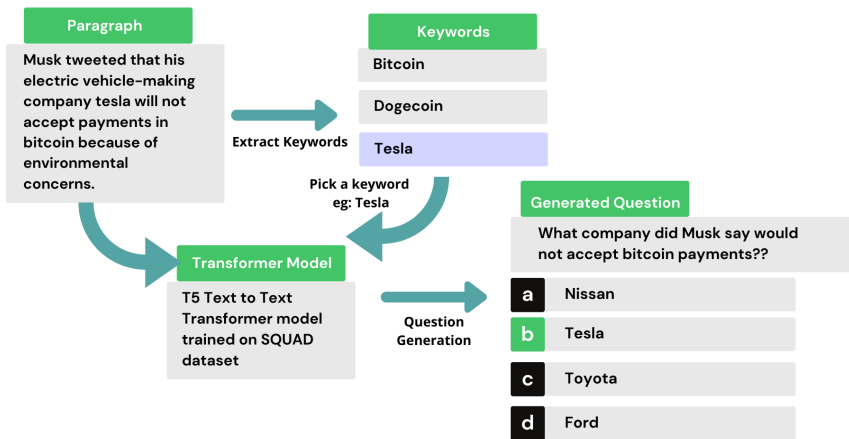 Paragraph
Musk tweeted that his
electric vehicle-making
company tesla will not
accept payments in
bitcoin because of
environmental
concerns.
Extract Keywords
Keywords
Bitcoin
Dogecoin
Tesla
Pick a keyword
eg: Tesla
Transformer Model
T5 Text to Text
Transformer model
trained on SQUAD
dataset
Question
Generation
Generated Question
What company did Musk say would
not accept bitcoin payments??
a Nissan
b Tesla
c Toyota
d Ford